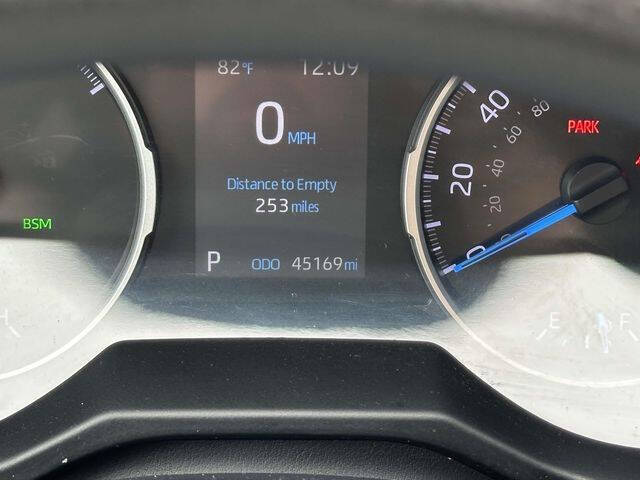 82°F 12:09
0 MPH
Distance to Empty
253 miles
P ODO 45169 mi
BSM
40
80
60
20
40
20
0
0
PARK
H
E F